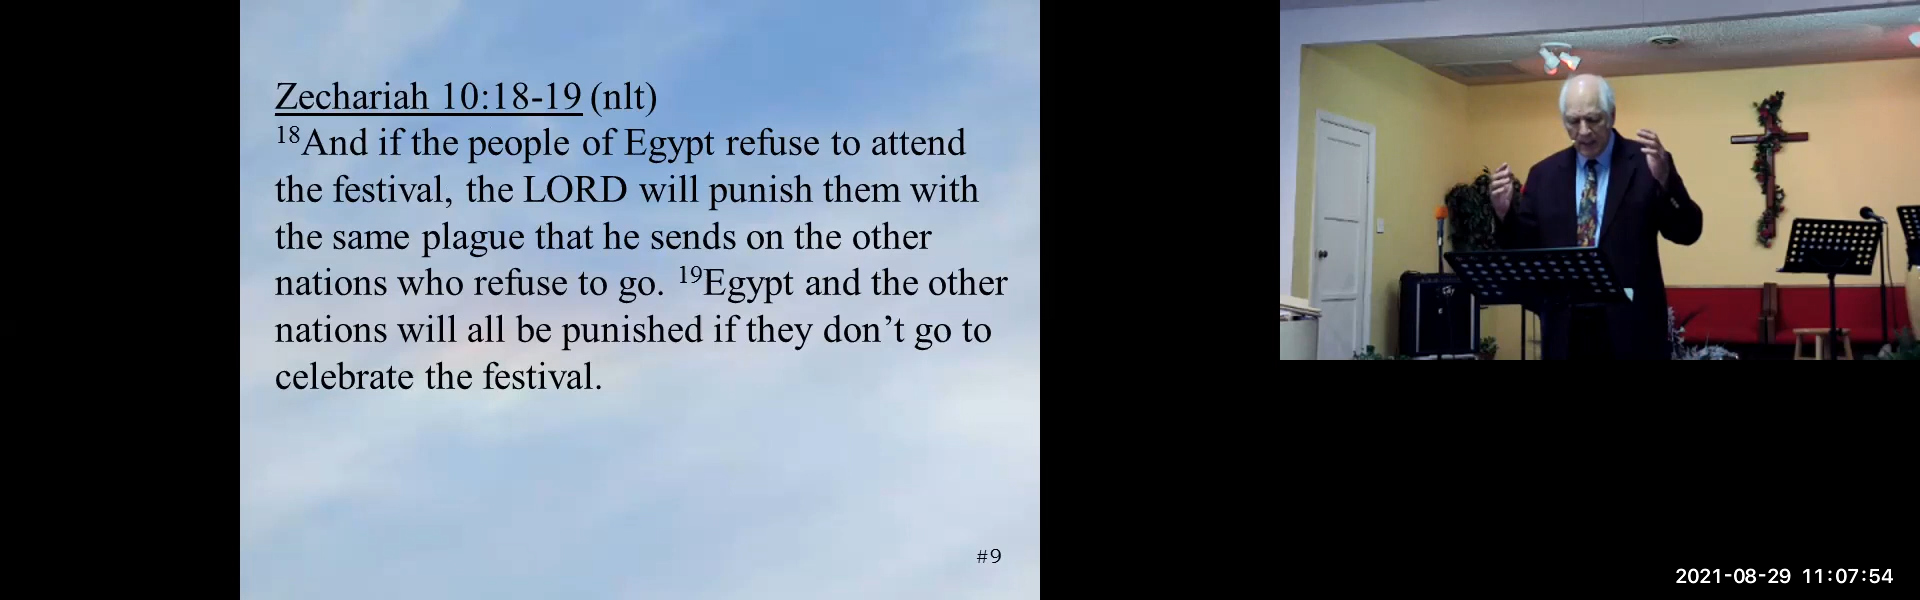 Zechariah 10:18-19 (nlt)
18And if the people of Egypt refuse to attend
the festival, the LORD will punish them with
the same plague that he sends on the other
nations who refuse to go. 19Egypt and the other
nations will all be punished if they don’t go to
celebrate the festival.
#9
2021-08-29 11:07:54